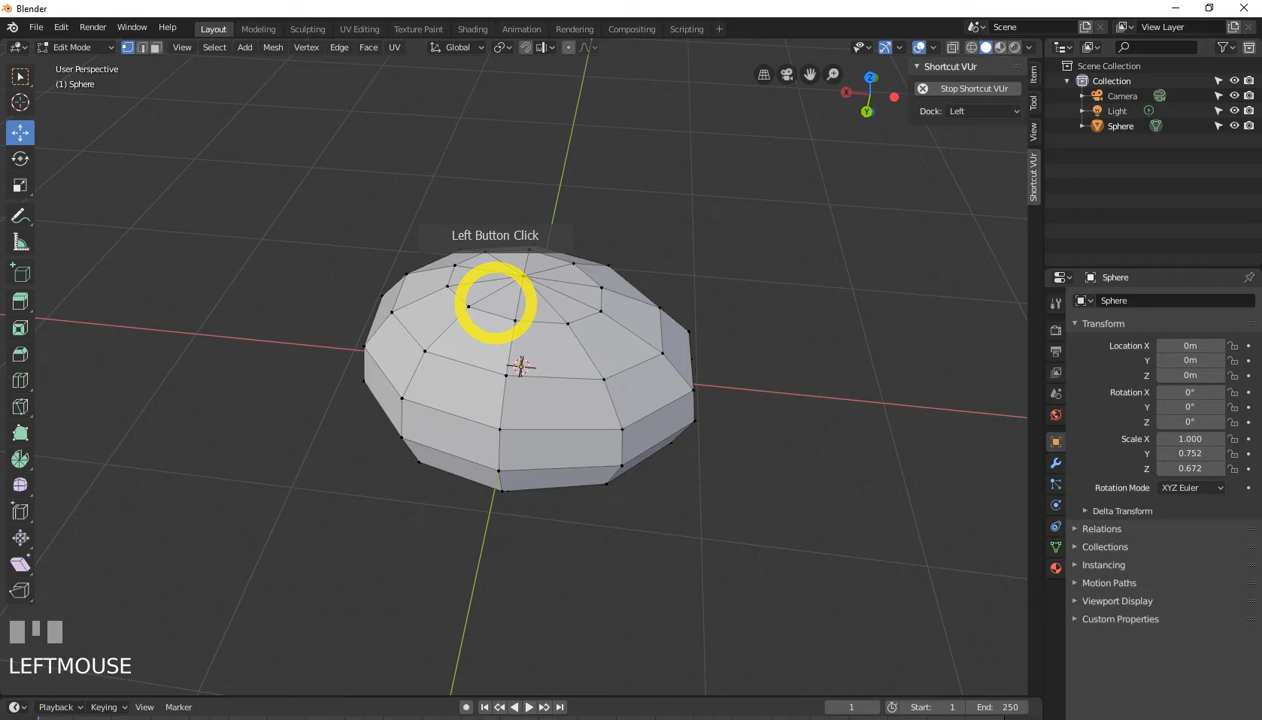 Blender
File Edit Render Window Help Layout Modeling Sculpting UV Editing Texture Paint Shading Animation Rendering Compositing Scripting + Scene View Layer
Edit Mode View Select Add Mesh Vertex Edge Face UV Global
User Perspective
(1) Sphere
Z
X
Y
Shortcut VUr
Stop Shortcut VUr
Dock: Left
Item
Tool
View
Shortcut VUr
Scene Collection
Collection
Camera
Light
Sphere
Left Button Click
Sphere
Sphere
Transform
Location X 0m
Y 0m
Z 0m
Rotation X 0°
Y 0°
Z 0°
Scale X 1.000
Y 0.752
Z 0.672
Rotation Mode XYZ Euler
Delta Transform
Relations
Collections
Instancing
Motion Paths
Viewport Display
Custom Properties
LEFTMOUSE
Playback Keying View Marker 1 Start: 1 End: 250